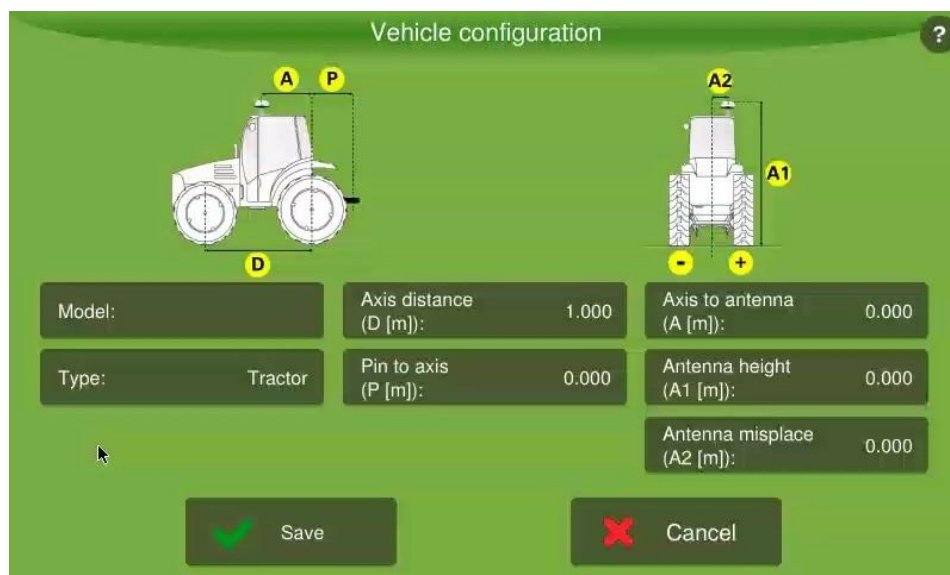 Vehicle configuration
?
A P
A2
A1
D
- +
Model:
Axis distance
(D [m]): 1.000
Axis to antenna
(A [m]): 0.000
Type: Tractor
Pin to axis
(P [m]): 0.000
Antenna height
(A1 [m]): 0.000
Antenna misplace
(A2 [m]): 0.000
Save
Cancel